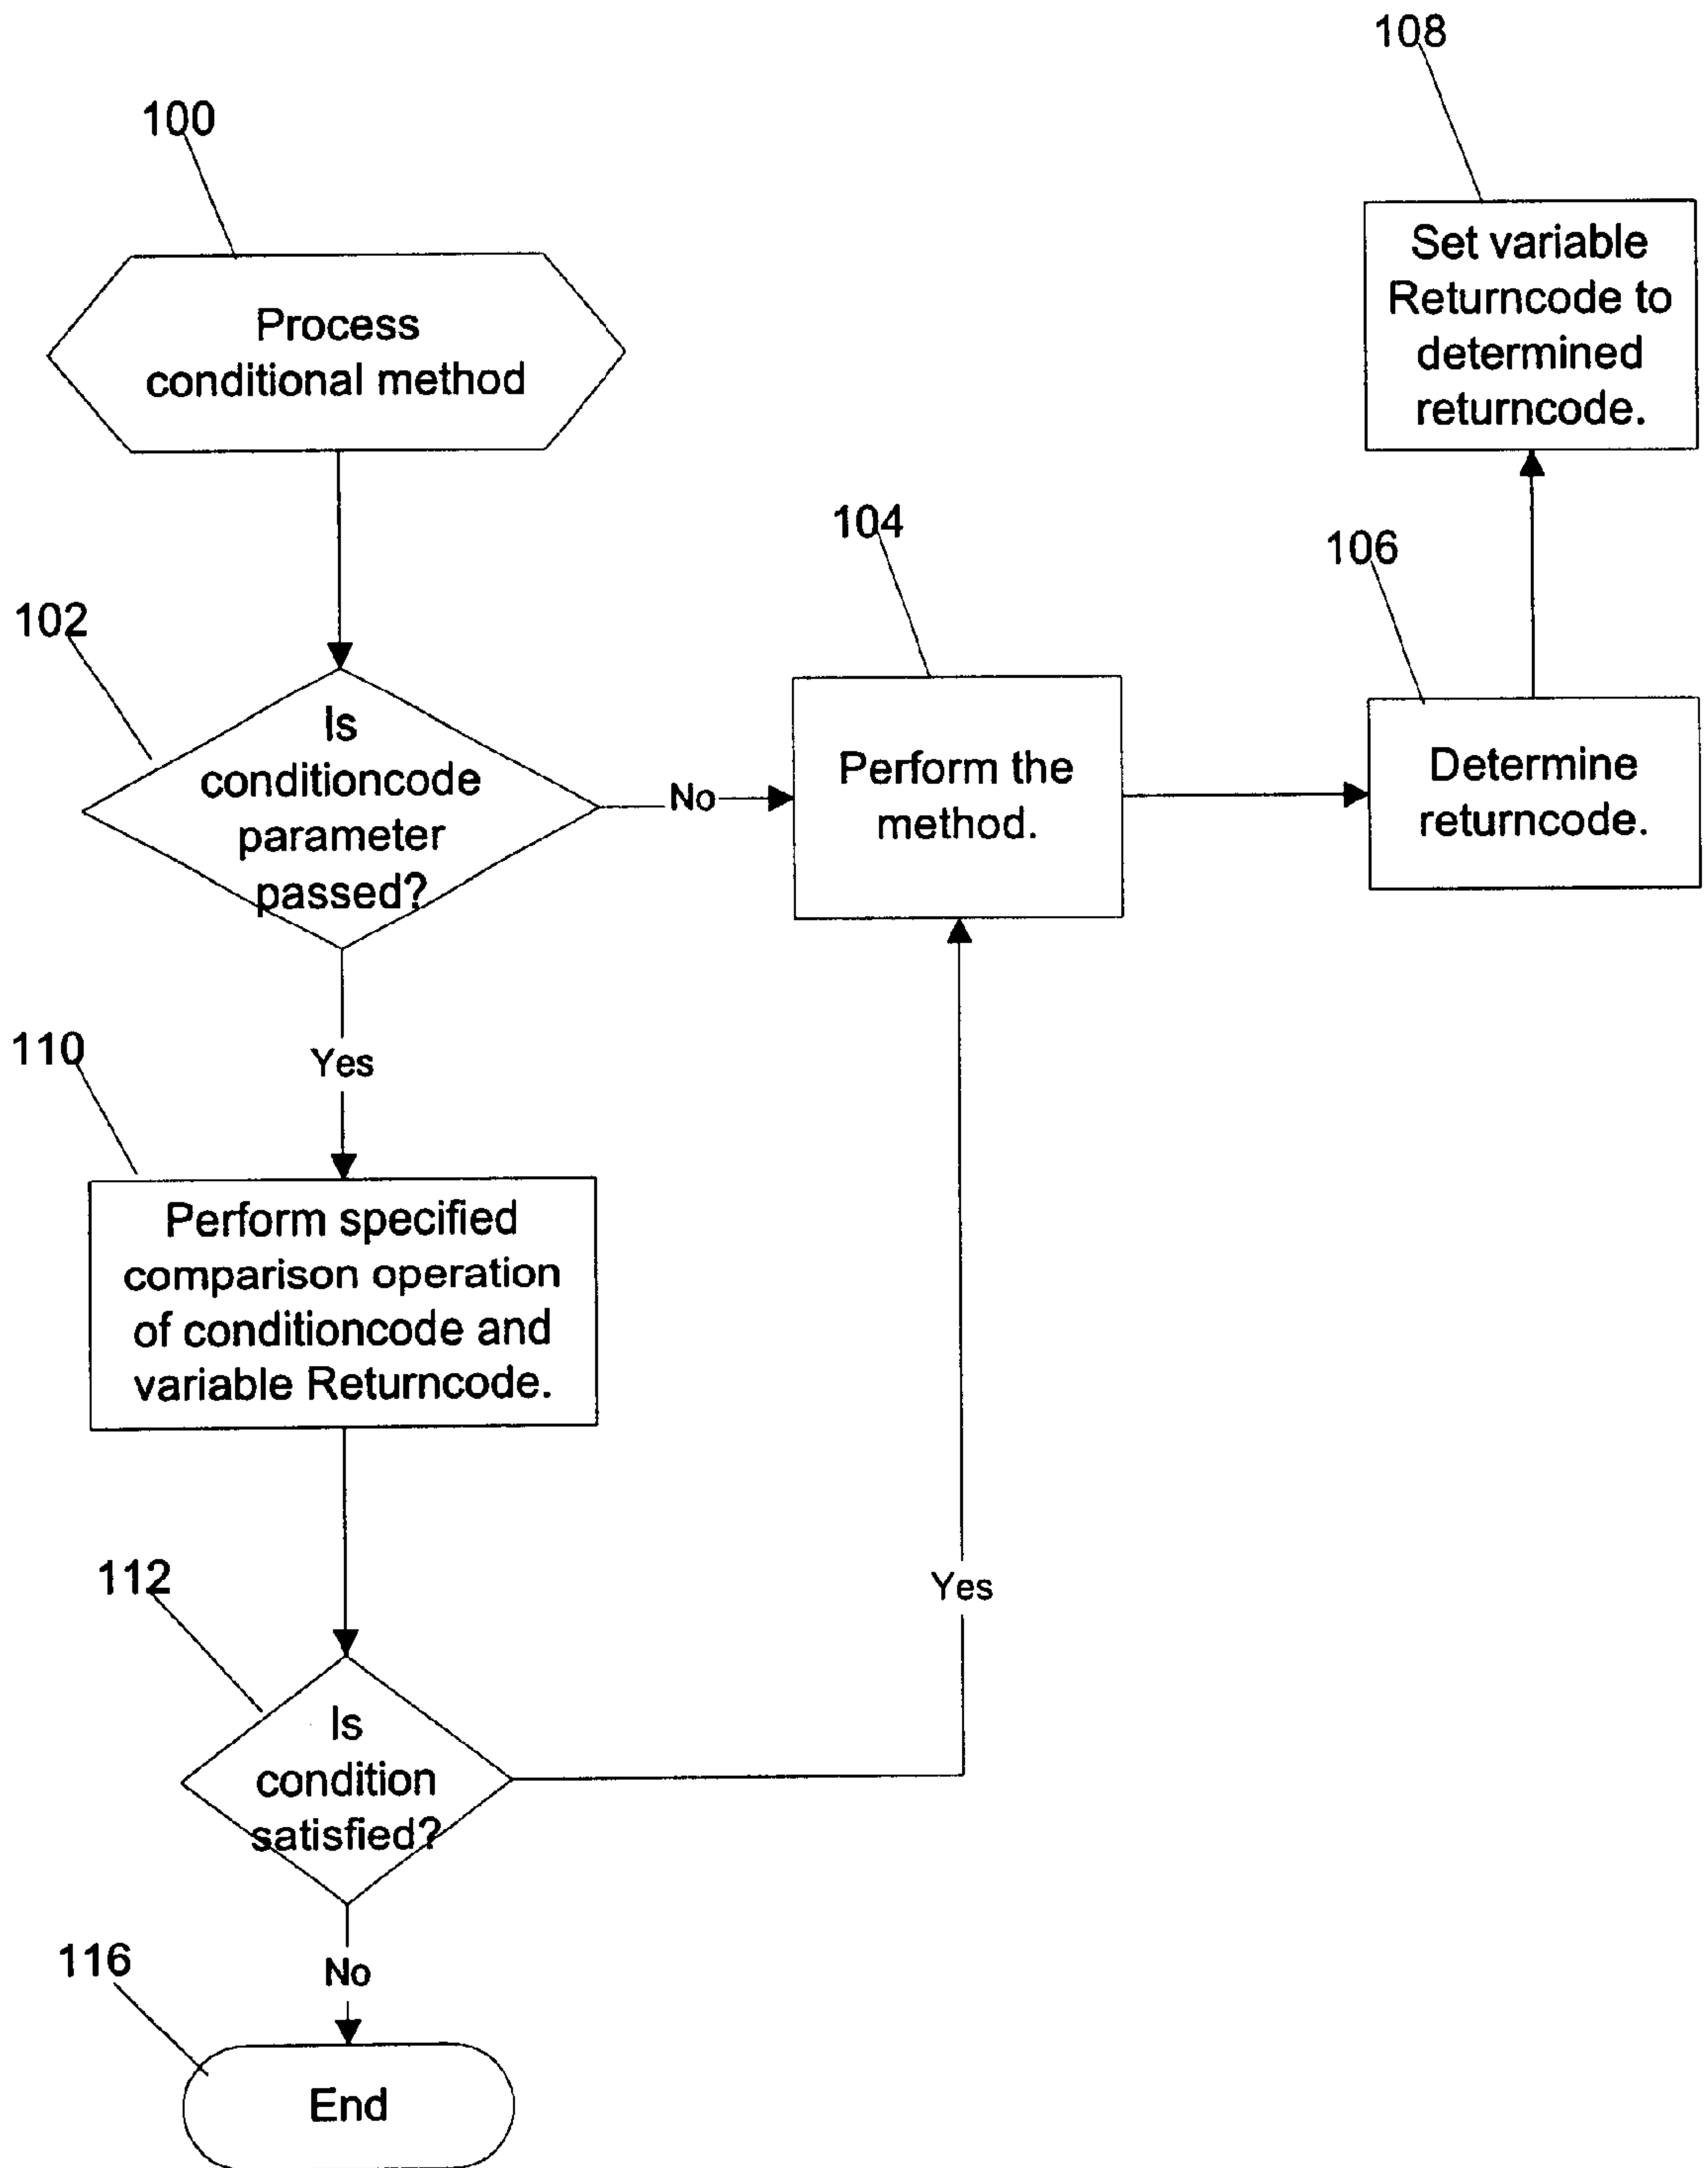 108
100
Set variable
Returncode to
determined
returncode.
Process
conditional method
104
106
102
Is
conditioncode
parameter
passed?
No
Perform the
method.
Determine
returncode.
110
Yes
Perform specified
comparison operation
of conditioncode and
variable Returncode.
112
Yes
Is
condition
satisfied?
116
No
End